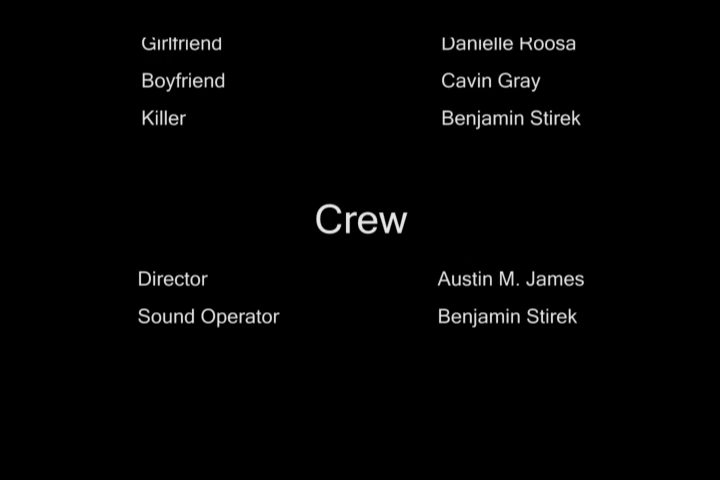 Girlfriend Danielle Roosa
Boyfriend Cavin Gray
Killer Benjamin Stirek
Crew
Director Austin M. James
Sound Operator Benjamin Stirek